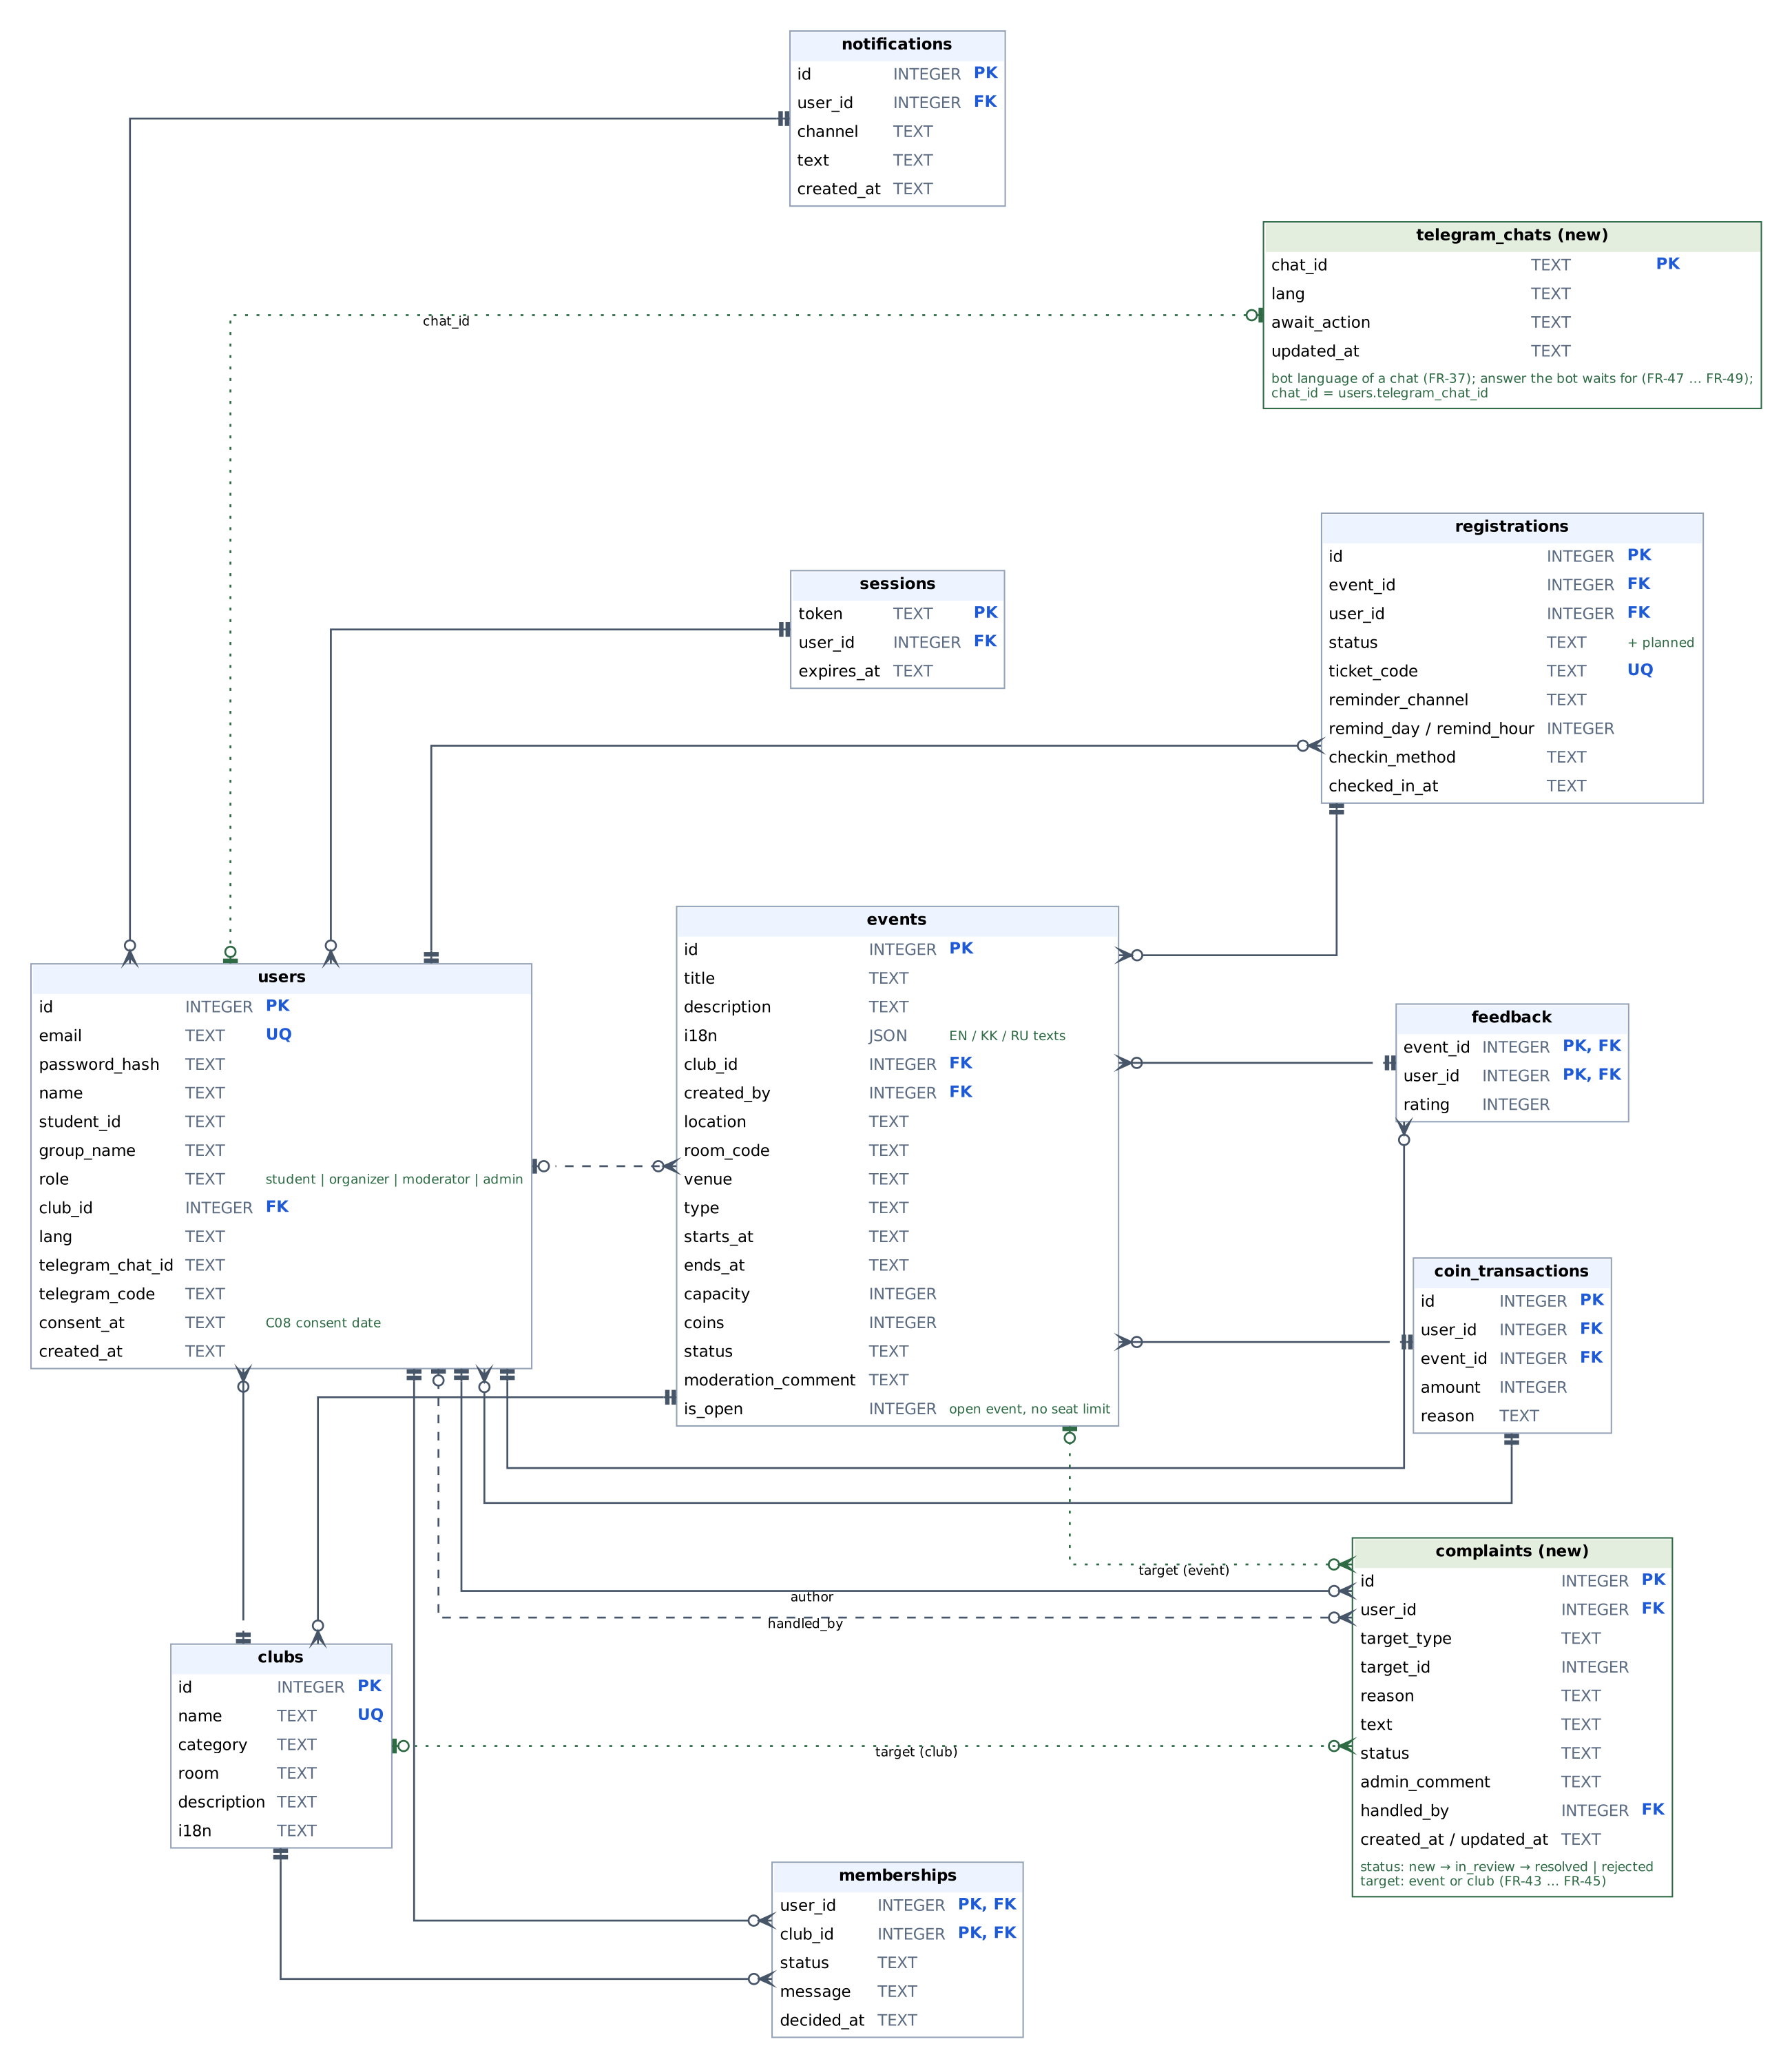 notifications
id INTEGER PK
user_id INTEGER FK
channel TEXT
text TEXT
created_at TEXT
telegram_chats (new)
chat_id TEXT PK
lang TEXT
await_action TEXT
updated_at TEXT
bot language of a chat (FR-37); answer the bot waits for (FR-47 ... FR-49);
chat_id = users.telegram_chat_id
chat_id
registrations
id INTEGER PK
event_id INTEGER FK
user_id INTEGER FK
status TEXT + planned
ticket_code TEXT UQ
reminder_channel TEXT
remind_day / remind_hour INTEGER
checkin_method TEXT
checked_in_at TEXT
sessions
token TEXT PK
user_id INTEGER FK
expires_at TEXT
events
id INTEGER PK
title TEXT
description TEXT
i18n JSON EN / KK / RU texts
club_id INTEGER FK
created_by INTEGER FK
location TEXT
room_code TEXT
venue TEXT
type TEXT
starts_at TEXT
ends_at TEXT
capacity INTEGER
coins INTEGER
status TEXT
moderation_comment TEXT
is_open INTEGER open event, no seat limit
users
id INTEGER PK
email TEXT UQ
password_hash TEXT
name TEXT
student_id TEXT
group_name TEXT
role TEXT student | organizer | moderator | admin
club_id INTEGER FK
lang TEXT
telegram_chat_id TEXT
telegram_code TEXT
consent_at TEXT C08 consent date
created_at TEXT
feedback
event_id INTEGER PK, FK
user_id INTEGER PK, FK
rating INTEGER
coin_transactions
id INTEGER PK
user_id INTEGER FK
event_id INTEGER FK
amount INTEGER
reason TEXT
target (event)
author
handled_by
complaints (new)
id INTEGER PK
user_id INTEGER FK
target_type TEXT
target_id INTEGER
reason TEXT
text TEXT
status TEXT
admin_comment TEXT
handled_by INTEGER FK
created_at / updated_at TEXT
status: new → in_review → resolved | rejected
target: event or club (FR-43 ... FR-45)
clubs
id INTEGER PK
name TEXT UQ
category TEXT
room TEXT
description TEXT
i18n TEXT
target (club)
memberships
user_id INTEGER PK, FK
club_id INTEGER PK, FK
status TEXT
message TEXT
decided_at TEXT